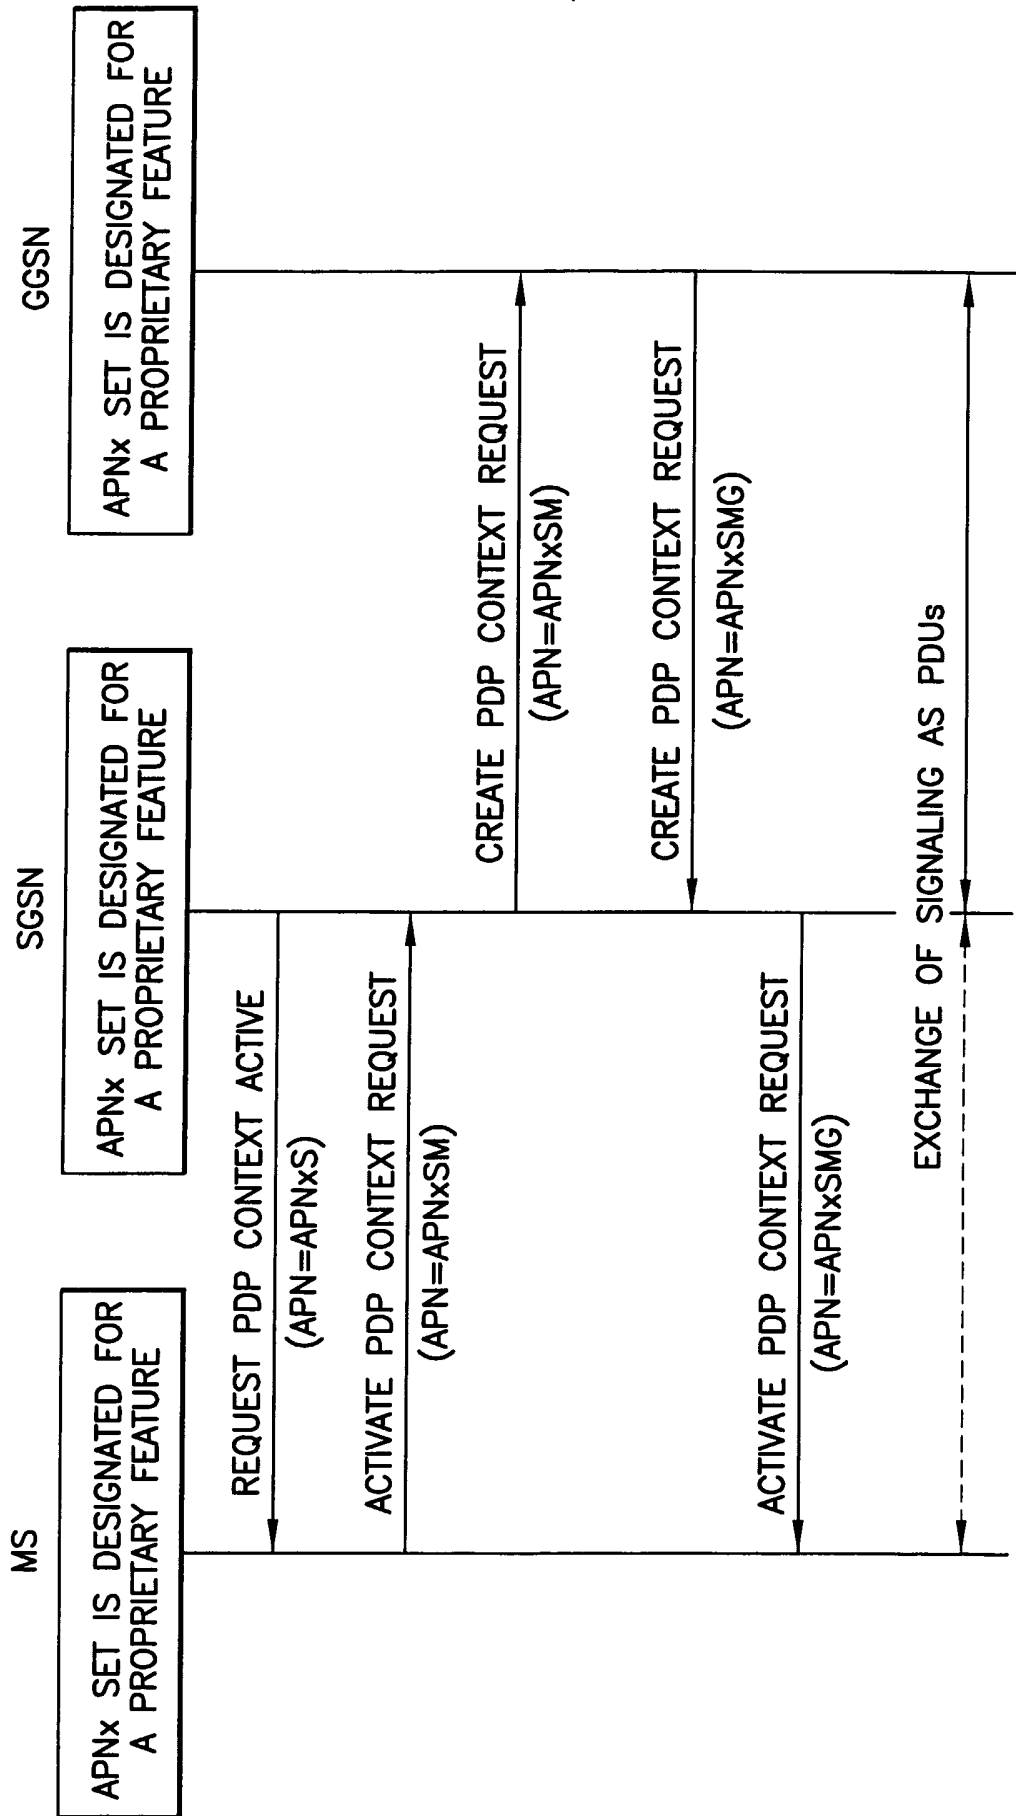 MS
SGSN
GGSN
APNx SET IS DESIGNATED FOR
A PROPRIETARY FEATURE
APNx SET IS DESIGNATED FOR
A PROPRIETARY FEATURE
APNx SET IS DESIGNATED FOR
A PROPRIETARY FEATURE
REQUEST PDP CONTEXT ACTIVE
(APN=APNxS)
ACTIVATE PDP CONTEXT REQUEST
(APN=APNxSM)
CREATE PDP CONTEXT REQUEST
(APN=APNxSM)
CREATE PDP CONTEXT REQUEST
(APN=APNxSMG)
ACTIVATE PDP CONTEXT REQUEST
(APN=APNxSMG)
EXCHANGE OF SIGNALING AS PDUs